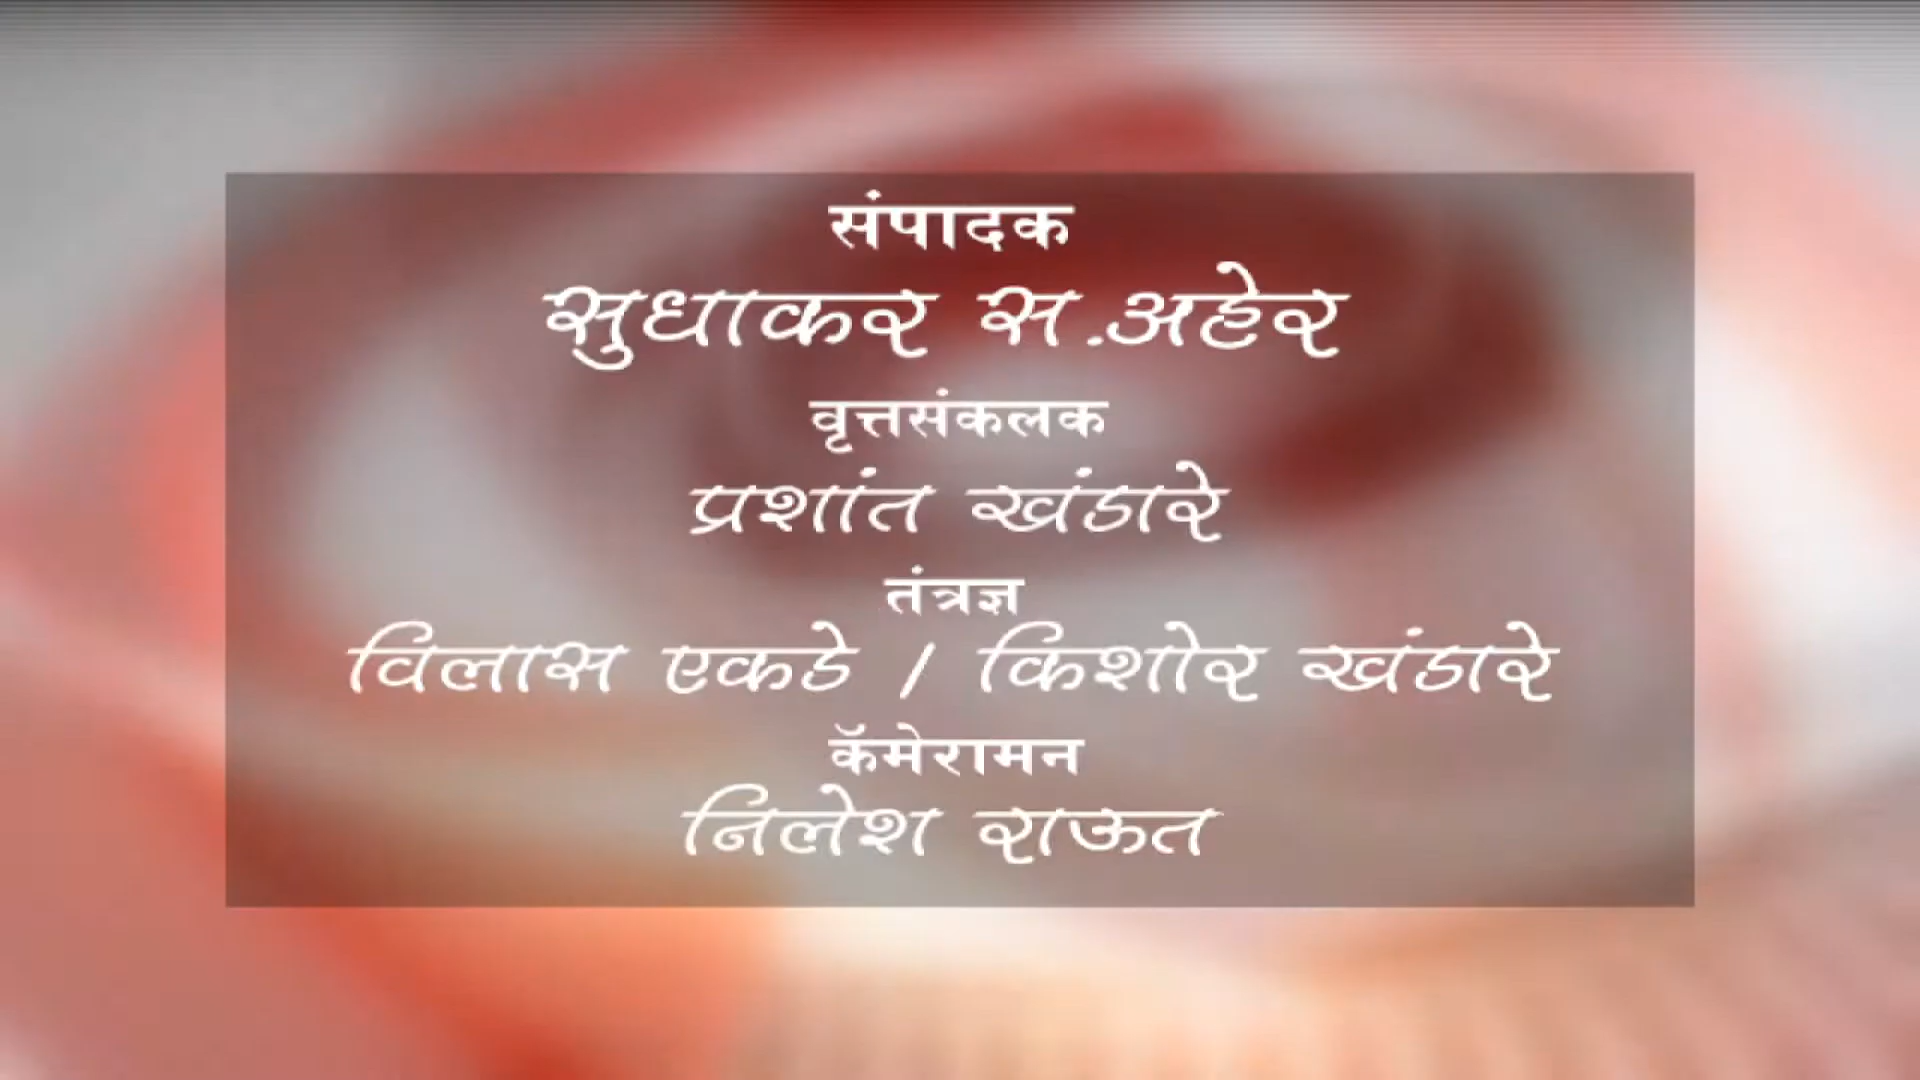 संपादक
सुधाकर स.अहेर
वृत्तसंकलक
प्रशांत खंडारे
तंत्रज्ञ
विलास एकडे / किशोर खंडारे
कॅमेरामन
निलेश राऊत